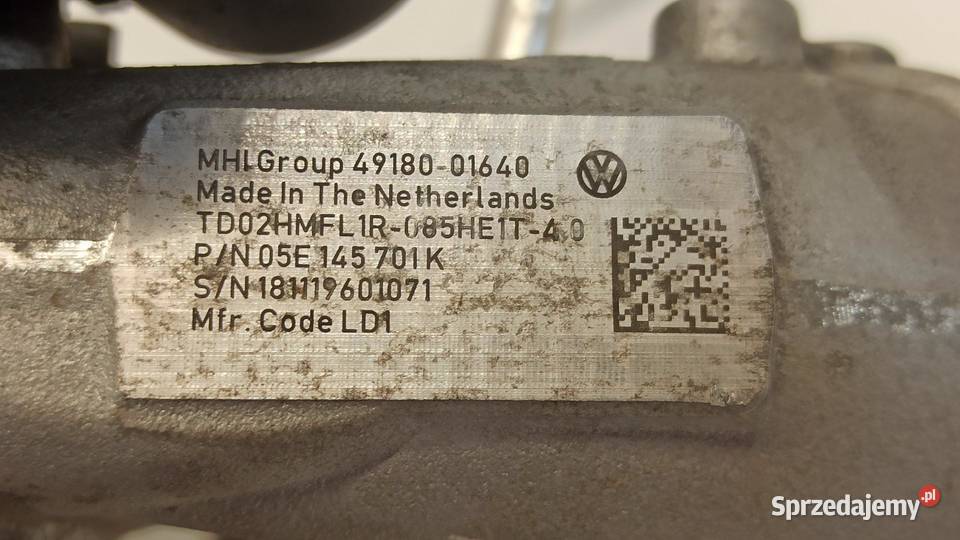 MHI Group 49180-01640
Made In The Netherlands
TD02HMFL1R-085HE1T-4.0
P/N 05E 145 701 K
S/N 181119601071
Mfr. Code LD1
Sprzedajemy.pl